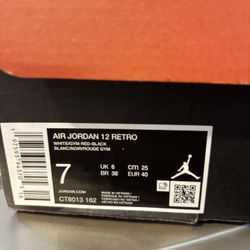 AIR JORDAN 12 RETRO
WHITE/GYM RED-BLACK
BLANC/NOIR/ROUGE GYM
7
UK 6
CM 25
BR 38
EUR 40
JORDAN.COM
MADE IN VIETNAM
CT8013 162